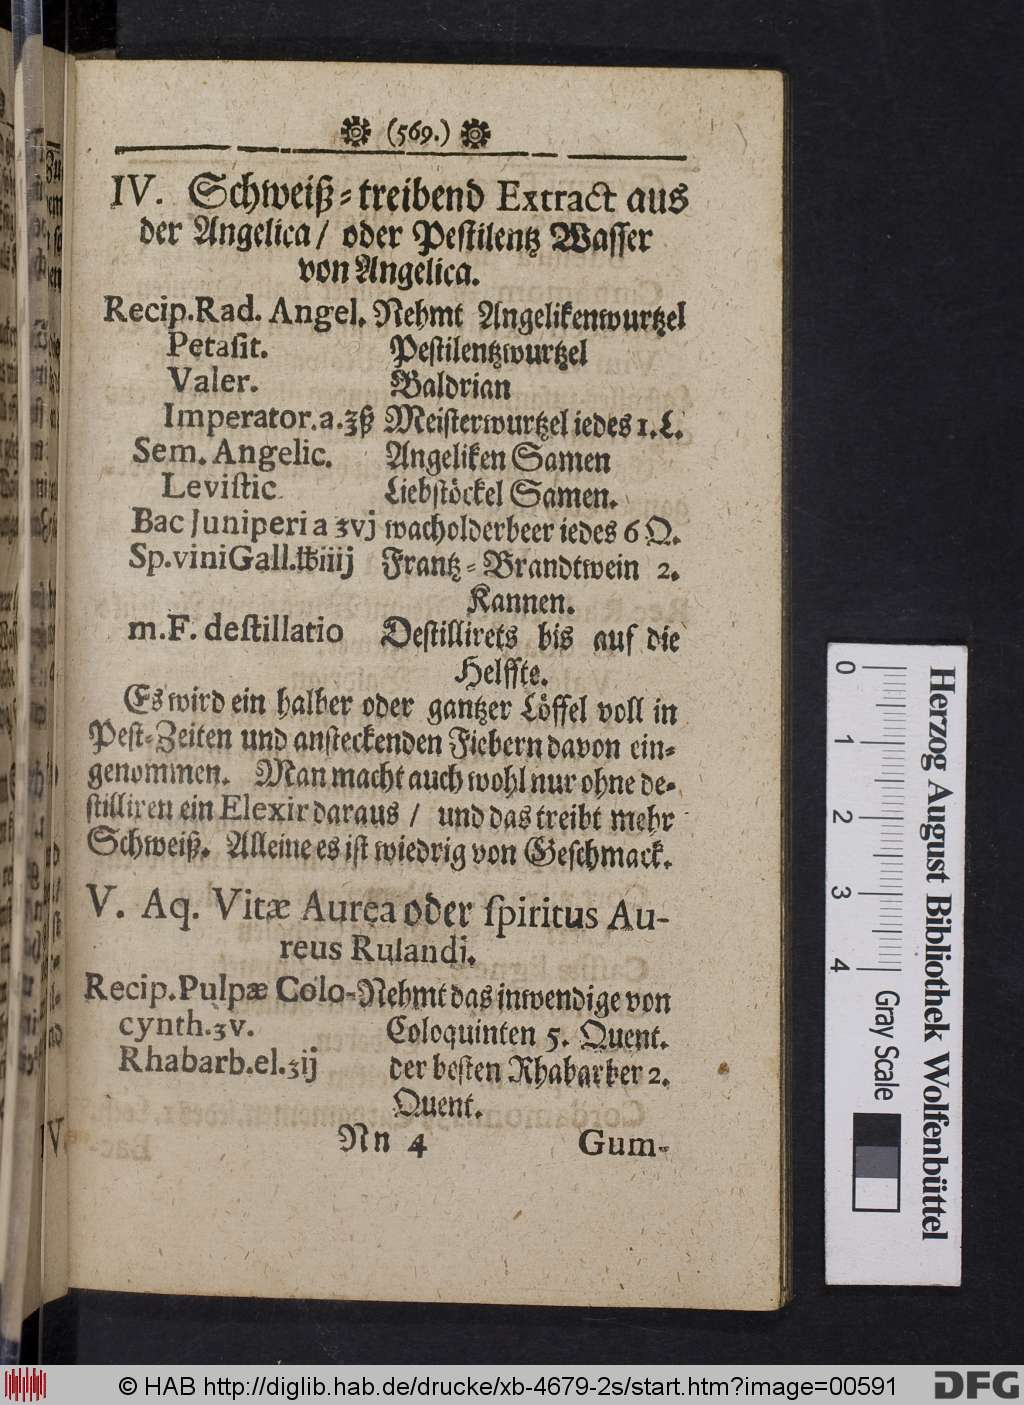 (569.)
IV. Schweiß-treibend Extract aus
der Angelica/ oder Pestilentz Wasser
von Angelica.
Recip. Rad. Angel. Nehmt Angelikenwurtzel
Petasit. Pestilentzwurtzel
Valer. Baldrian
Imperator. a. ʒß Meisterwurtzel iedes 1. L.
Sem. Angelic. Angeliken Samen
Levistic Liebstöckel Samen.
Bac Juniperi a ʒvj wacholderbeer iedes 6 Q.
Sp. vini Gall. ℔iiij Frantz-Brandtwein 2.
Kannen.
m. F. destillatio Destillirets bis auf die
Helffte.
Es wird ein halber oder gantzer Löffel voll in
Pest-Zeiten und ansteckenden Fiebern davon ein-
genommen. Man macht auch wohl nur ohne de-
stilliren ein Elexir daraus / und das treibt mehr
Schweiß. Alleine es ist wiedrig von Geschmack.
V. Aq. Vitæ Aurea oder spiritus Au-
reus Rulandi.
Recip. Pulpæ Colo- Nehmt das inwendige von
cynth. ʒv. Coloquinten 5. Quent.
Rhabarb. el. ʒij der besten Rhabarber 2.
Quent.
Nn 4 Gum-
0 1 2 3 4
Gray Scale
Herzog August Bibliothek Wolfenbüttel
© HAB http://diglib.hab.de/drucke/xb-4679-2s/start.htm?image=00591
DFG